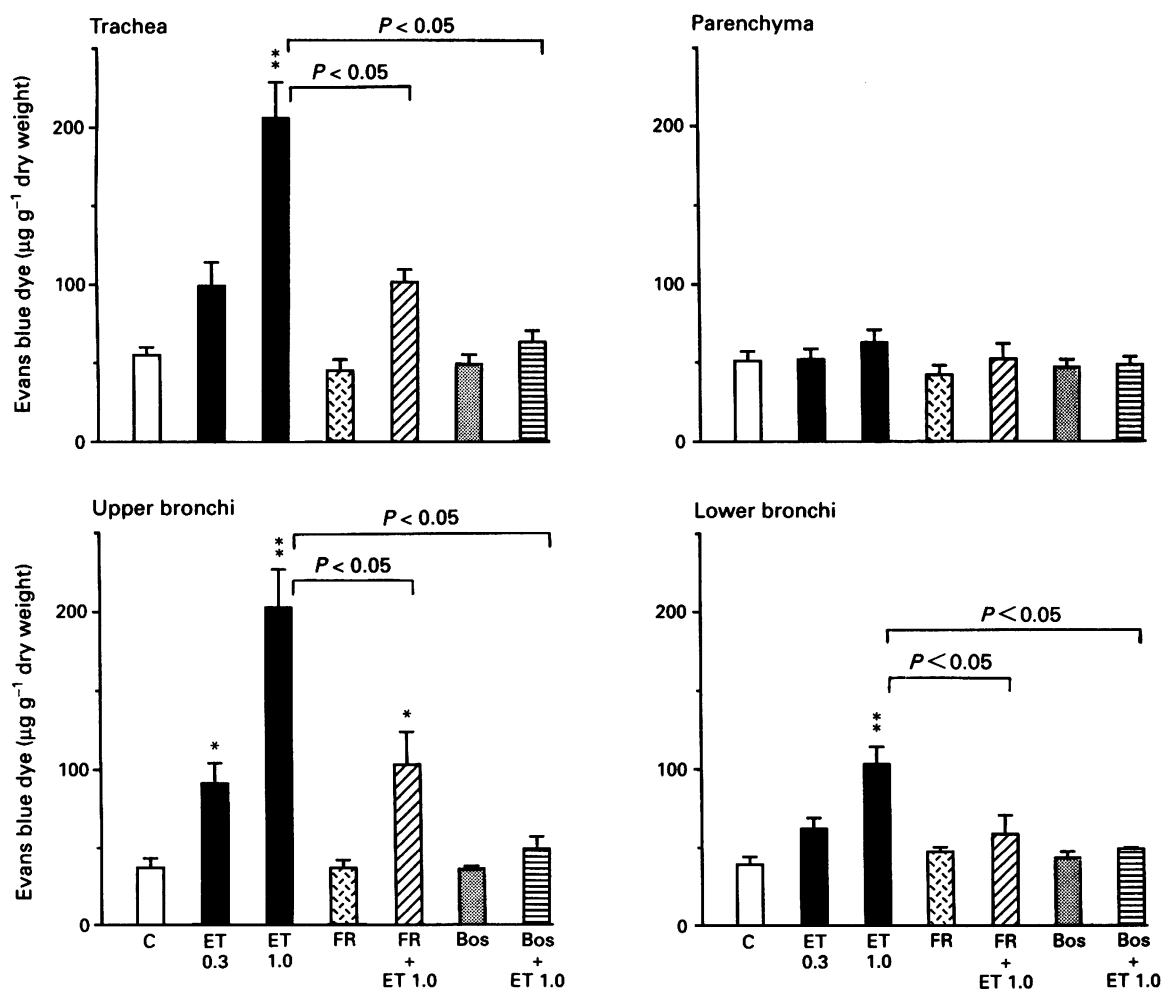 Trachea
P < 0.05
**
P < 0.05
Evans blue dye (µg g⁻¹ dry weight)
200
100
0
Parenchyma
200
100
0
Upper bronchi
P < 0.05
**
P < 0.05
*
*
Evans blue dye (µg g⁻¹ dry weight)
200
100
0
C
ET
0.3
ET
1.0
FR
FR
+
ET 1.0
Bos
Bos
+
ET 1.0
Lower bronchi
P < 0.05
P < 0.05
**
200
100
0
C
ET
0.3
ET
1.0
FR
FR
+
ET 1.0
Bos
Bos
+
ET 1.0